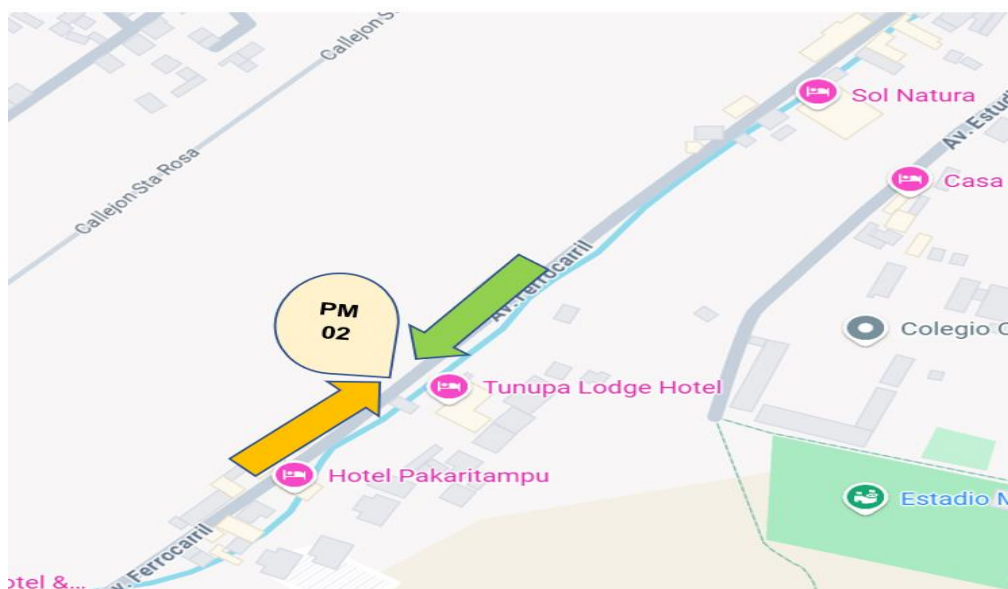 Callejon S
Sol Natura
Av. Estudi
Callejon Sta Rosa
Casa
Av. Ferrocarril
PM
02
Colegio C
Tunupa Lodge Hotel
Hotel Pakaritampu
Estadio M
v. Ferrocarril
otel &...